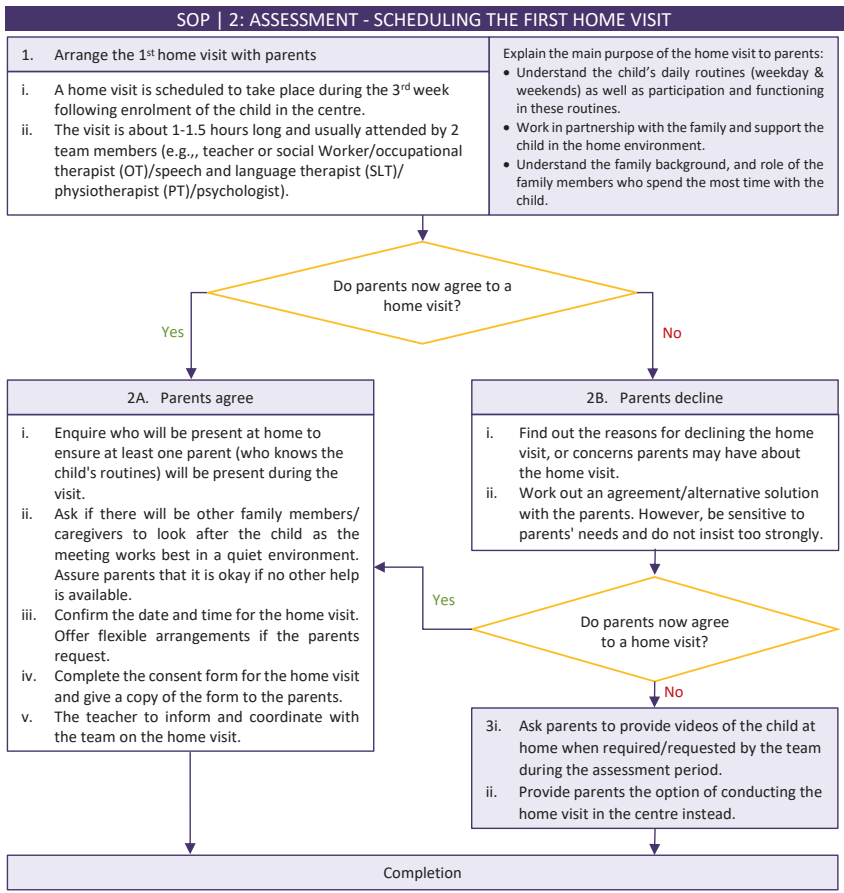 SOP | 2: ASSESSMENT - SCHEDULING THE FIRST HOME VISIT
1. Arrange the 1st home visit with parents
i. A home visit is scheduled to take place during the 3rd week
following enrolment of the child in the centre.
ii. The visit is about 1-1.5 hours long and usually attended by 2
team members (e.g.,, teacher or social Worker/occupational
therapist (OT)/speech and language therapist (SLT)/
physiotherapist (PT)/psychologist).
Explain the main purpose of the home visit to parents:
• Understand the child's daily routines (weekday &
weekends) as well as participation and functioning
in these routines.
• Work in partnership with the family and support the
child in the home environment.
• Understand the family background, and role of the
family members who spend the most time with the
child.
Do parents now agree to a
home visit?
Yes
No
2A. Parents agree
i. Enquire who will be present at home to
ensure at least one parent (who knows the
child's routines) will be present during the
visit.
ii. Ask if there will be other family members/
caregivers to look after the child as the
meeting works best in a quiet environment.
Assure parents that it is okay if no other help
is available.
iii. Confirm the date and time for the home visit.
Offer flexible arrangements if the parents
request.
iv. Complete the consent form for the home visit
and give a copy of the form to the parents.
v. The teacher to inform and coordinate with
the team on the home visit.
2B. Parents decline
i. Find out the reasons for declining the home
visit, or concerns parents may have about
the home visit.
ii. Work out an agreement/alternative solution
with the parents. However, be sensitive to
parents' needs and do not insist too strongly.
Yes
Do parents now agree
to a home visit?
No
3i. Ask parents to provide videos of the child at
home when required/requested by the team
during the assessment period.
ii. Provide parents the option of conducting the
home visit in the centre instead.
Completion